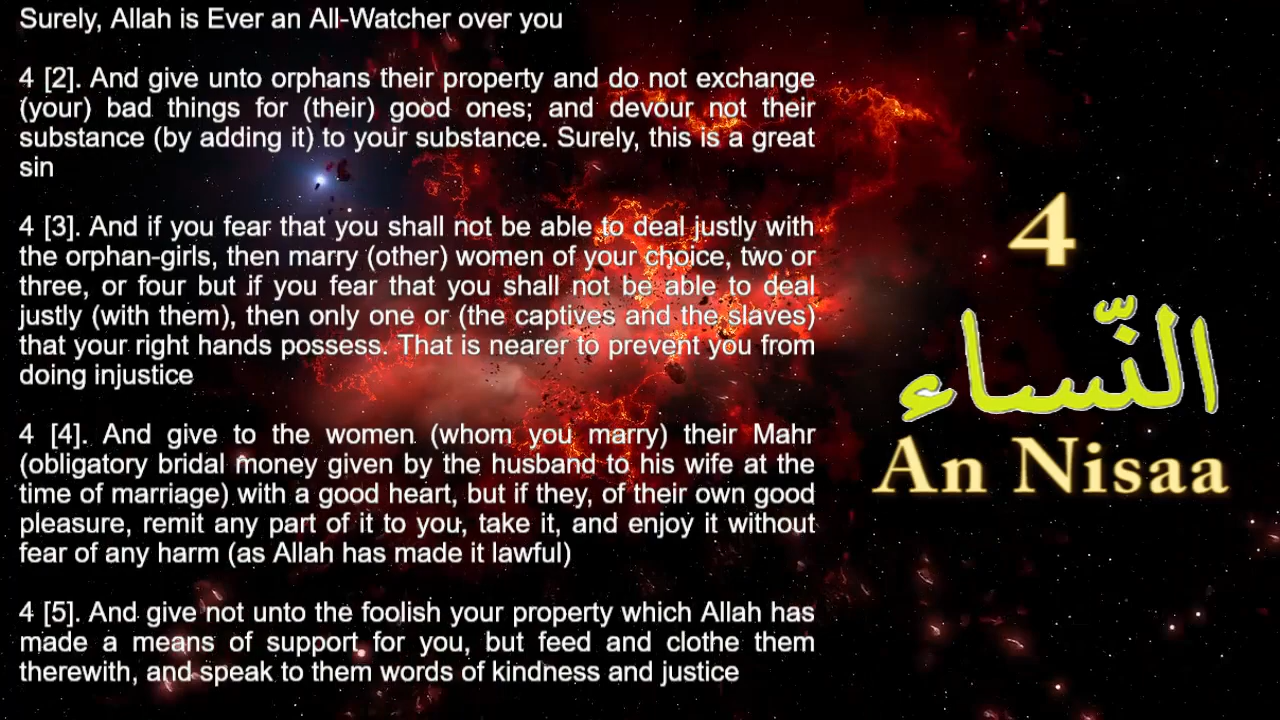 Surely, Allah is Ever an All-Watcher over you
4 [2]. And give unto orphans their property and do not exchange
(your) bad things for (their) good ones; and devour not their
substance (by adding it) to your substance. Surely, this is a great
sin
4 [3]. And if you fear that you shall not be able to deal justly with
the orphan-girls, then marry (other) women of your choice, two or
three, or four but if you fear that you shall not be able to deal
justly (with them), then only one or (the captives and the slaves)
that your right hands possess. That is nearer to prevent you from
doing injustice
4 [4]. And give to the women (whom you marry) their Mahr
(obligatory bridal money given by the husband to his wife at the
time of marriage) with a good heart, but if they, of their own good
pleasure, remit any part of it to you, take it, and enjoy it without
fear of any harm (as Allah has made it lawful)
4 [5]. And give not unto the foolish your property which Allah has
made a means of support for you, but feed and clothe them
therewith, and speak to them words of kindness and justice
4
النِّساء
An Nisaa